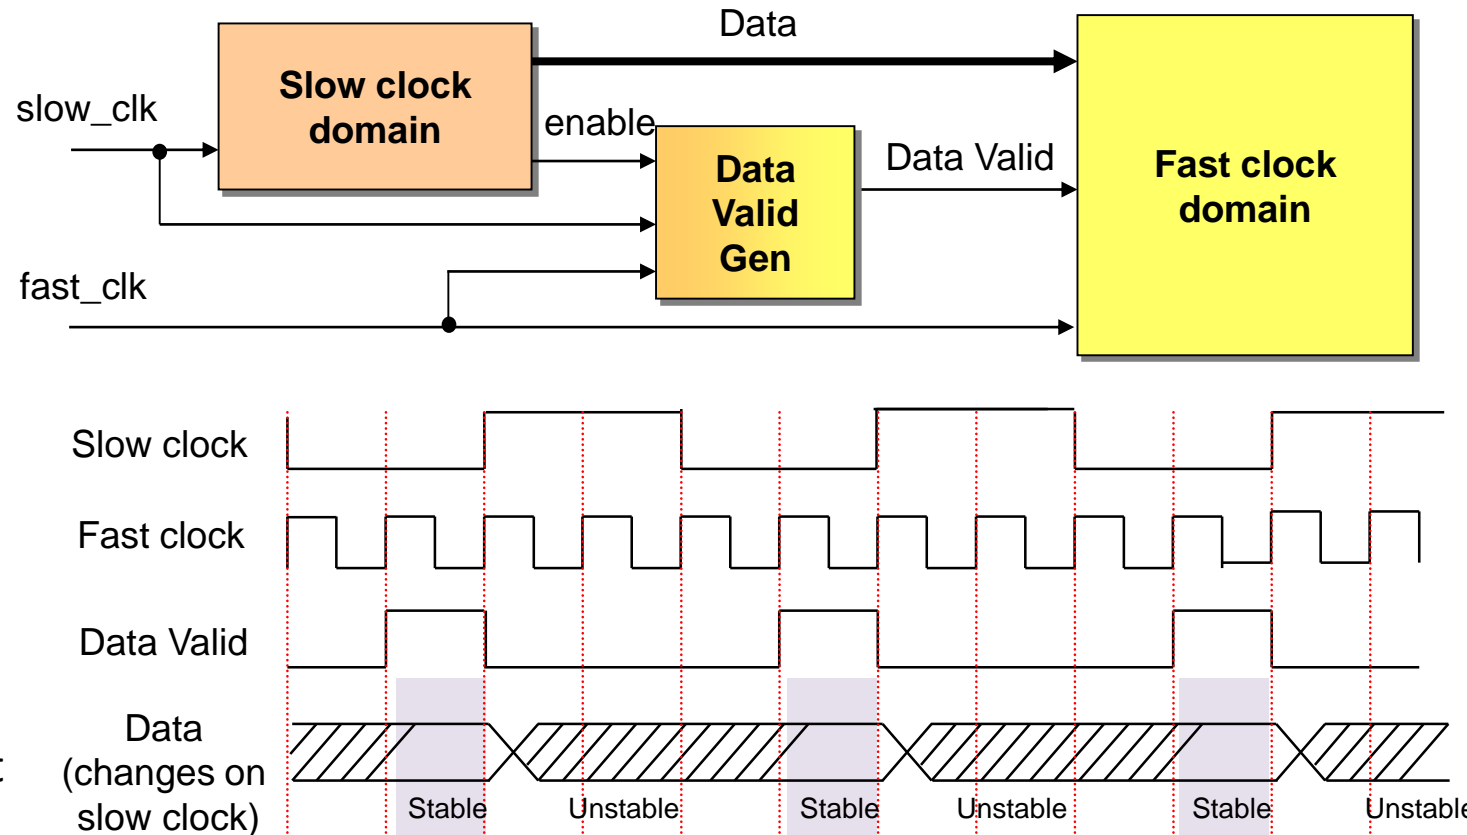 Data
Slow clock
domain
slow_clk
enable
Data
Valid
Gen
Data Valid
Fast clock
domain
fast_clk
Slow clock
Fast clock
Data Valid
Data
(changes on
slow clock)
t
Stable
Unstable
Stable
Unstable
Stable
Unstable